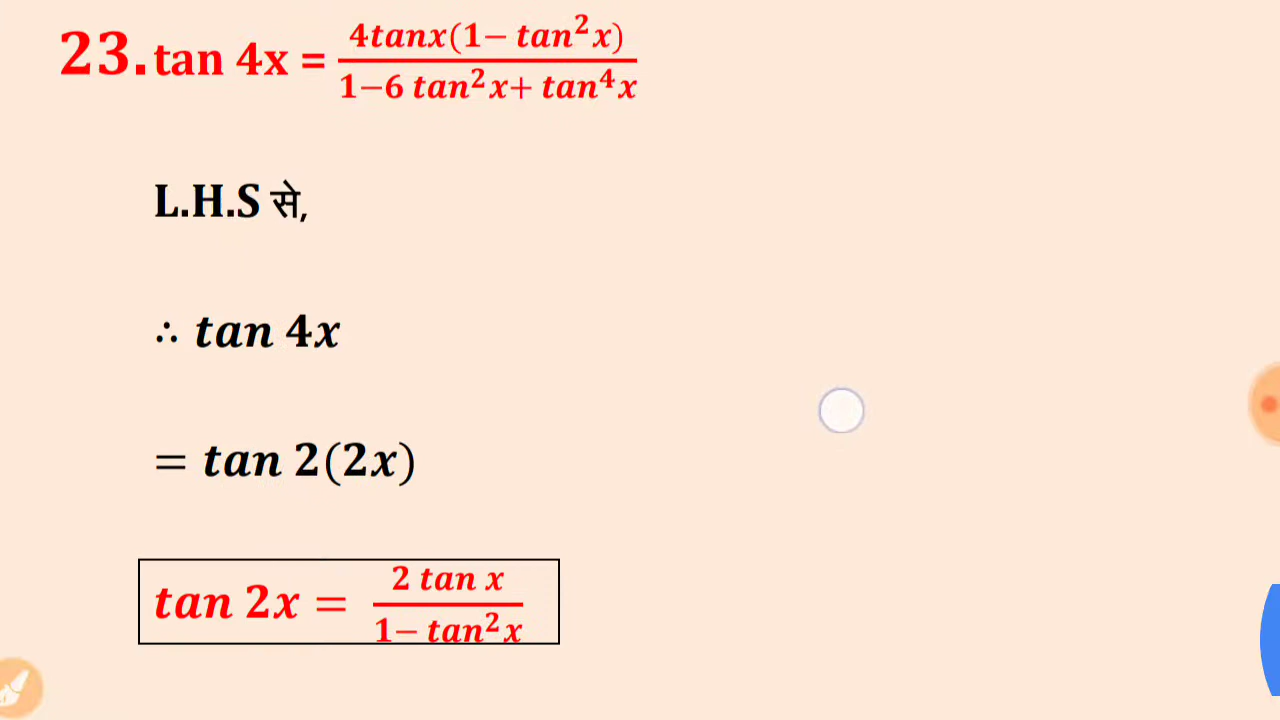 23. tan 4x = 4tanx(1− tan²x) / 1−6 tan²x+ tan⁴x
L.H.S से,
∴ tan 4x
= tan 2(2x)
tan 2x = 2 tan x / 1− tan²x